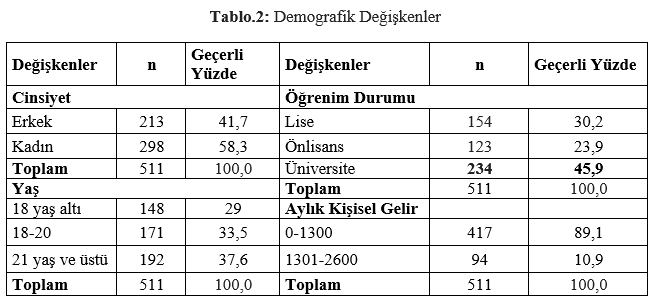 Tablo.2: Demografik Değişkenler
Değişkenler n Geçerli Yüzde Değişkenler n Geçerli Yüzde
Cinsiyet Öğrenim Durumu
Erkek 213 41,7 Lise 154 30,2
Kadın 298 58,3 Önlisans 123 23,9
Toplam 511 100,0 Üniversite 234 45,9
Yaş Toplam 511 100,0
18 yaş altı 148 29 Aylık Kişisel Gelir
18-20 171 33,5 0-1300 417 89,1
21 yaş ve üstü 192 37,6 1301-2600 94 10,9
Toplam 511 100,0 Toplam 511 100,0